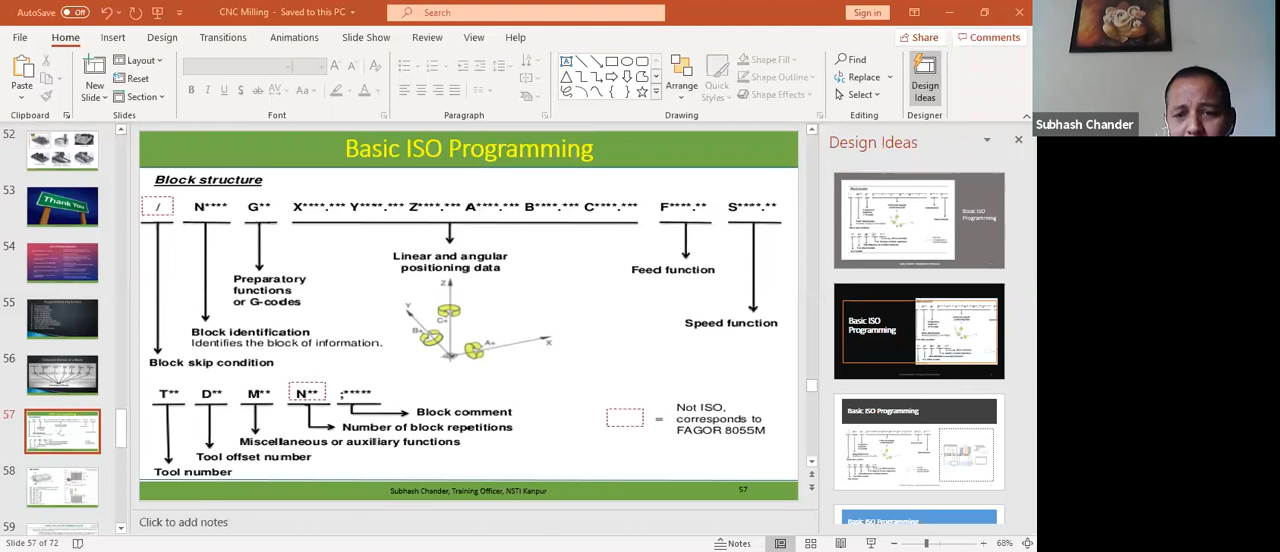 AutoSave Off CNC Milling - Saved to this PC Search Sign in
File Home Insert Design Transitions Animations Slide Show Review View Help Share Comments
Paste New Slide Layout Reset Section B I U S ab AV Aa A Arrange Quick Styles Shape Fill Shape Outline Shape Effects Find Replace Select Design Ideas
Clipboard Slides Font Paragraph Drawing Editing Designer
Subhash Chander
52
53
Thank You
54
55
56
57
58
59
Basic ISO Programming
Block structure
/ N**** G** X****.*** Y****.*** Z****.*** A****.*** B****.*** C****.*** F****.** S****.**
Linear and angular
positioning data
Feed function
Preparatory
functions
or G-codes
Speed function
Block identification
Identifies the block of information.
Block skip condition
Z
Y
X
C+
B+
A+
T** D** M** N** ;*****
Block comment
Number of block repetitions
Miscellaneous or auxiliary functions
Tool offset number
Tool number
= Not ISO,
corresponds to
FAGOR 8055M
Subhash Chander, Training Officer, NSTI Kanpur 57
Design Ideas
Basic ISO
Programming
Basic ISO
Programming
Basic ISO Programming
Basic ISO Programming
Click to add notes
Slide 57 of 72 Notes 68%